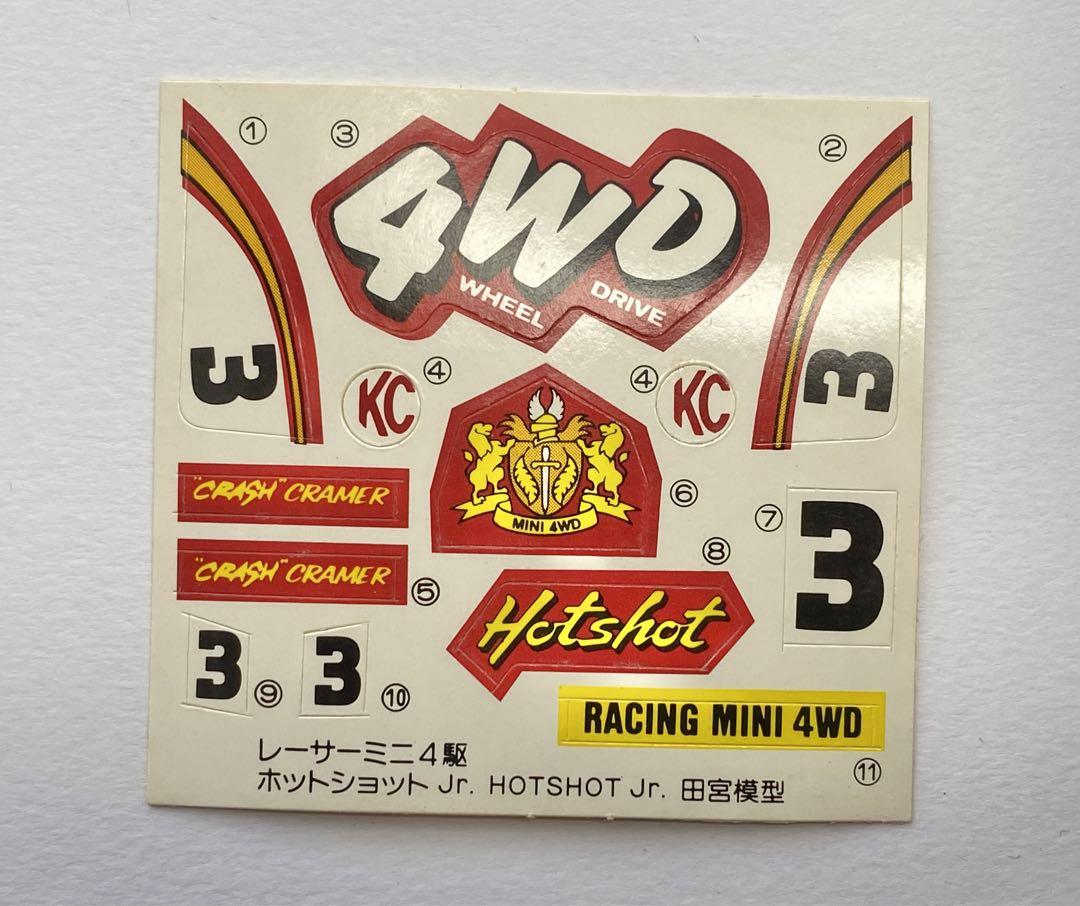 ①
③
②
4WD
WHEEL DRIVE
3
3
KC
④
④
KC
MINI 4WD
⑥
"CRASH" CRAMER
⑦
3
"CRASH" CRAMER
⑤
⑧
Hotshot
3
⑨
3
⑩
RACING MINI 4WD
⑪
レーサーミニ4駆
ホットショット Jr. HOTSHOT Jr. 田宮模型